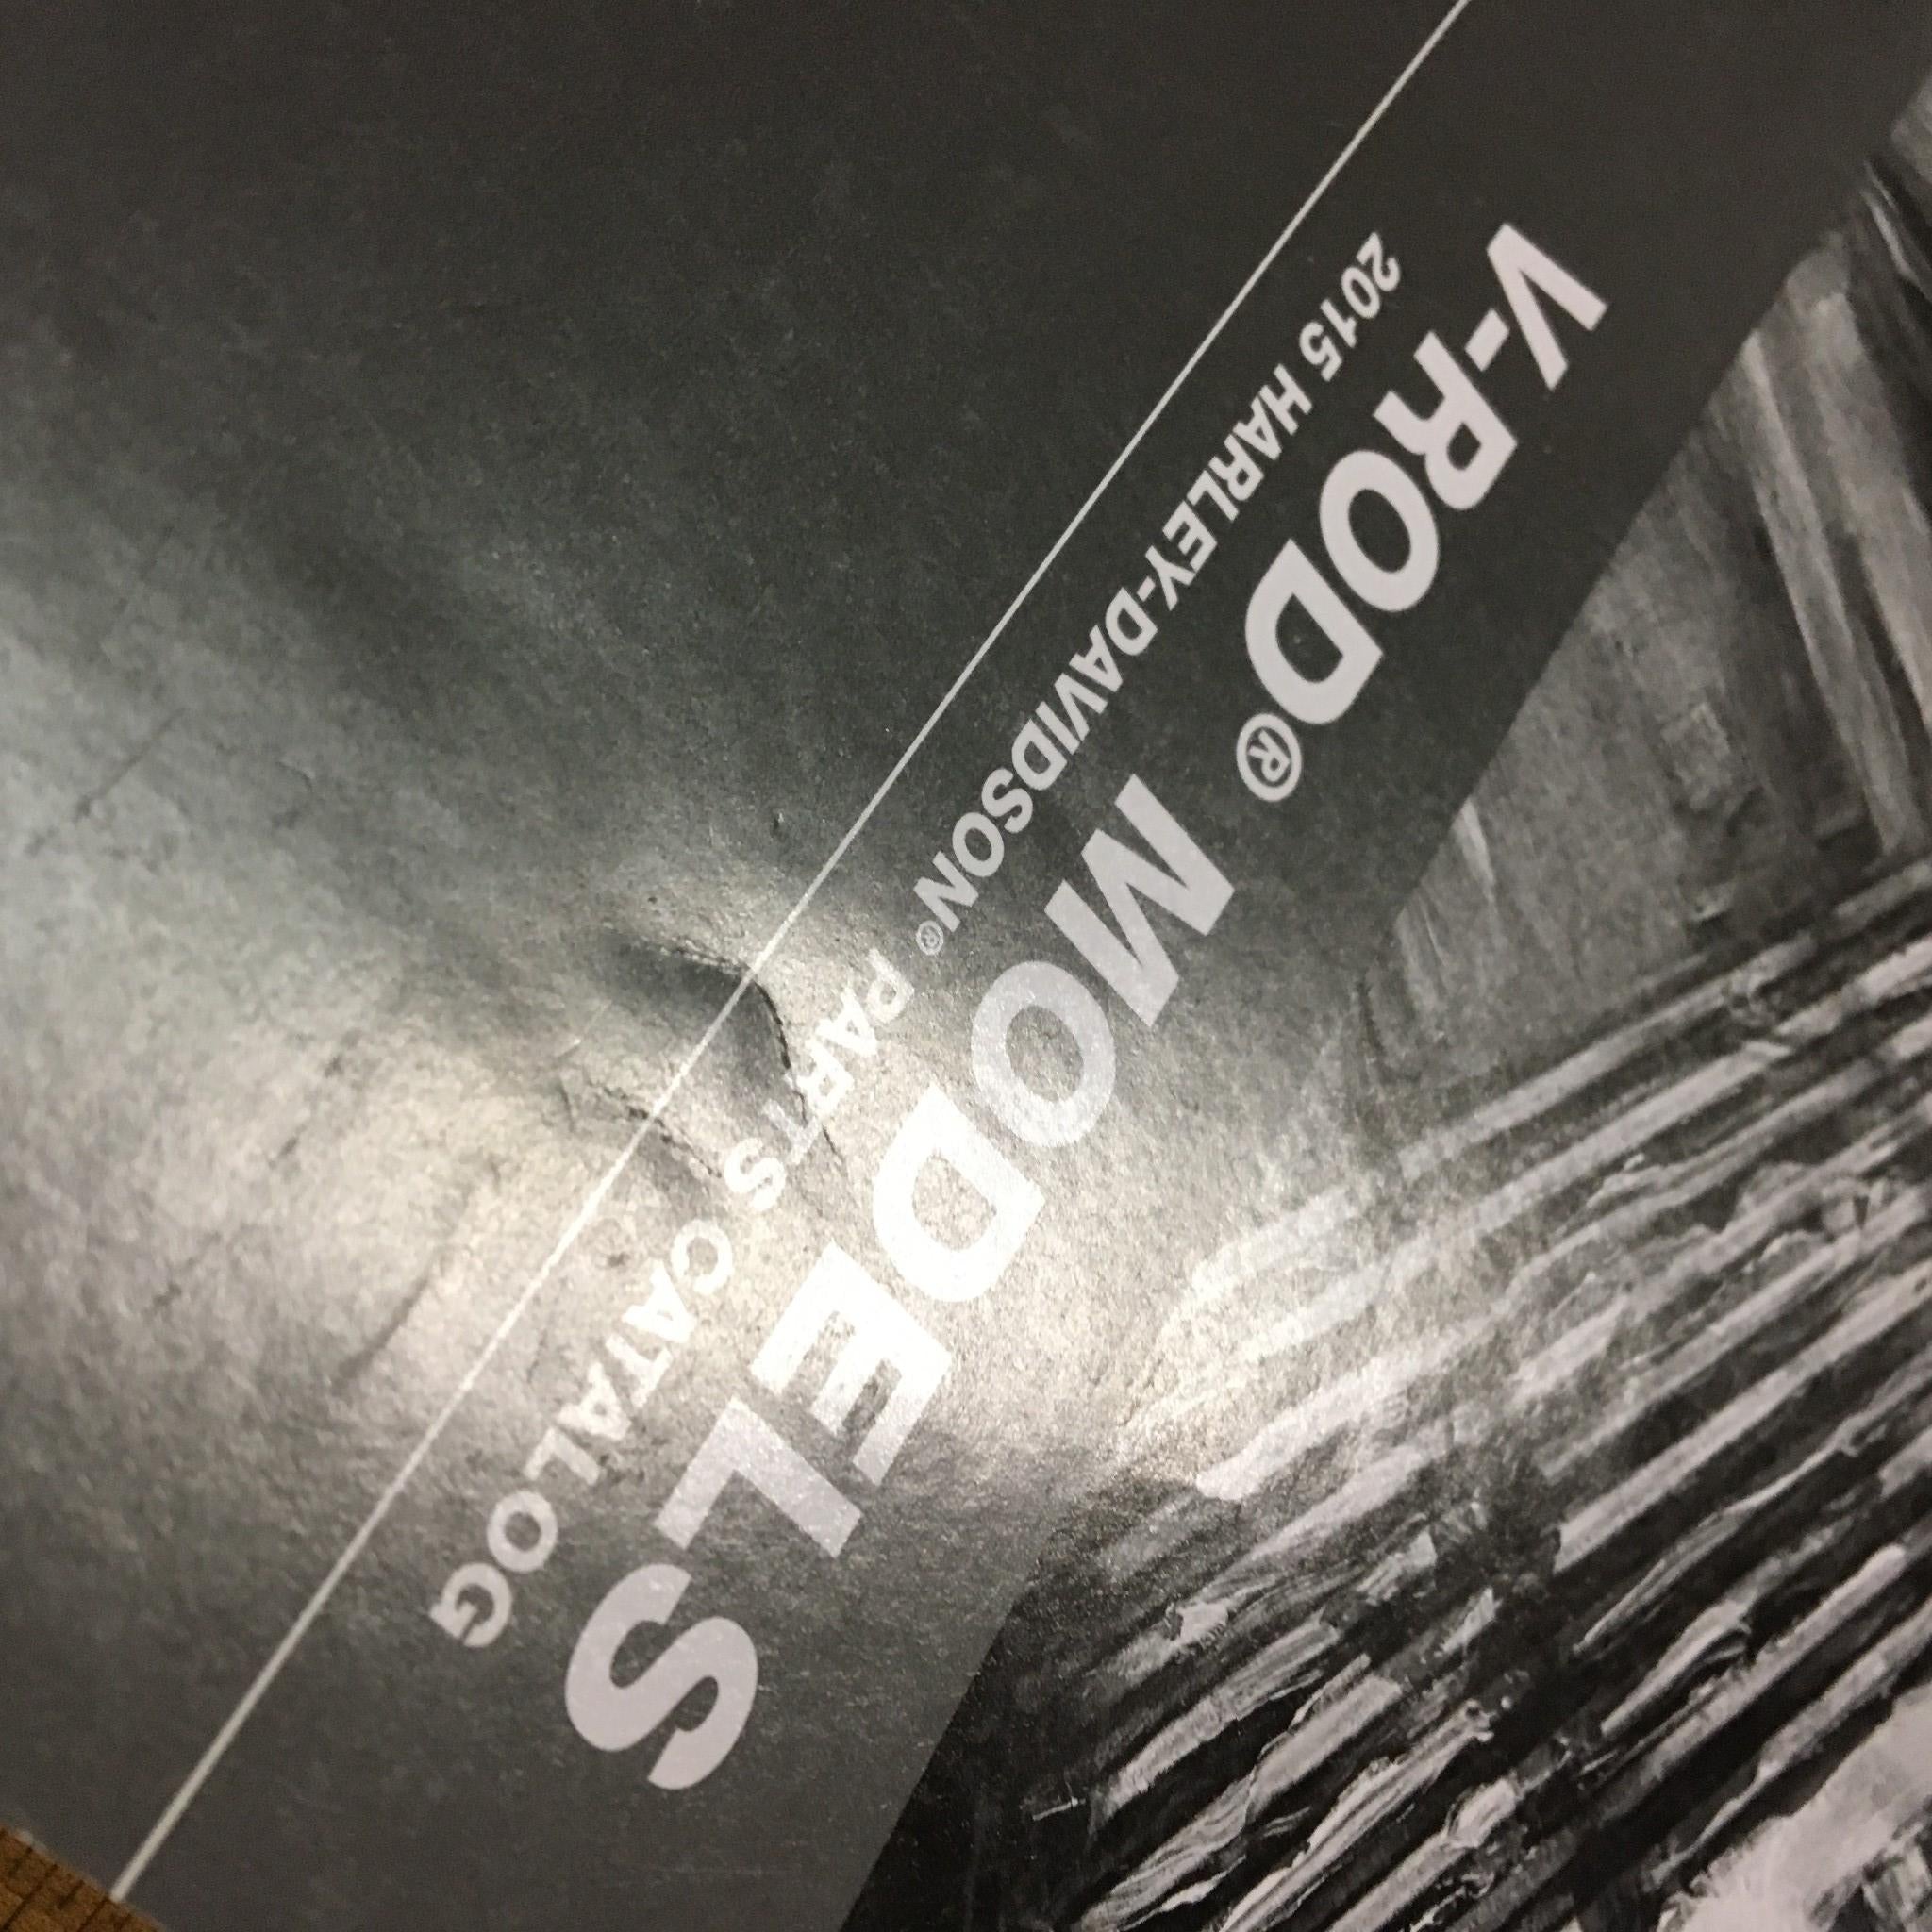 V-ROD® MODELS
2015 HARLEY-DAVIDSON® PARTS CATALOG